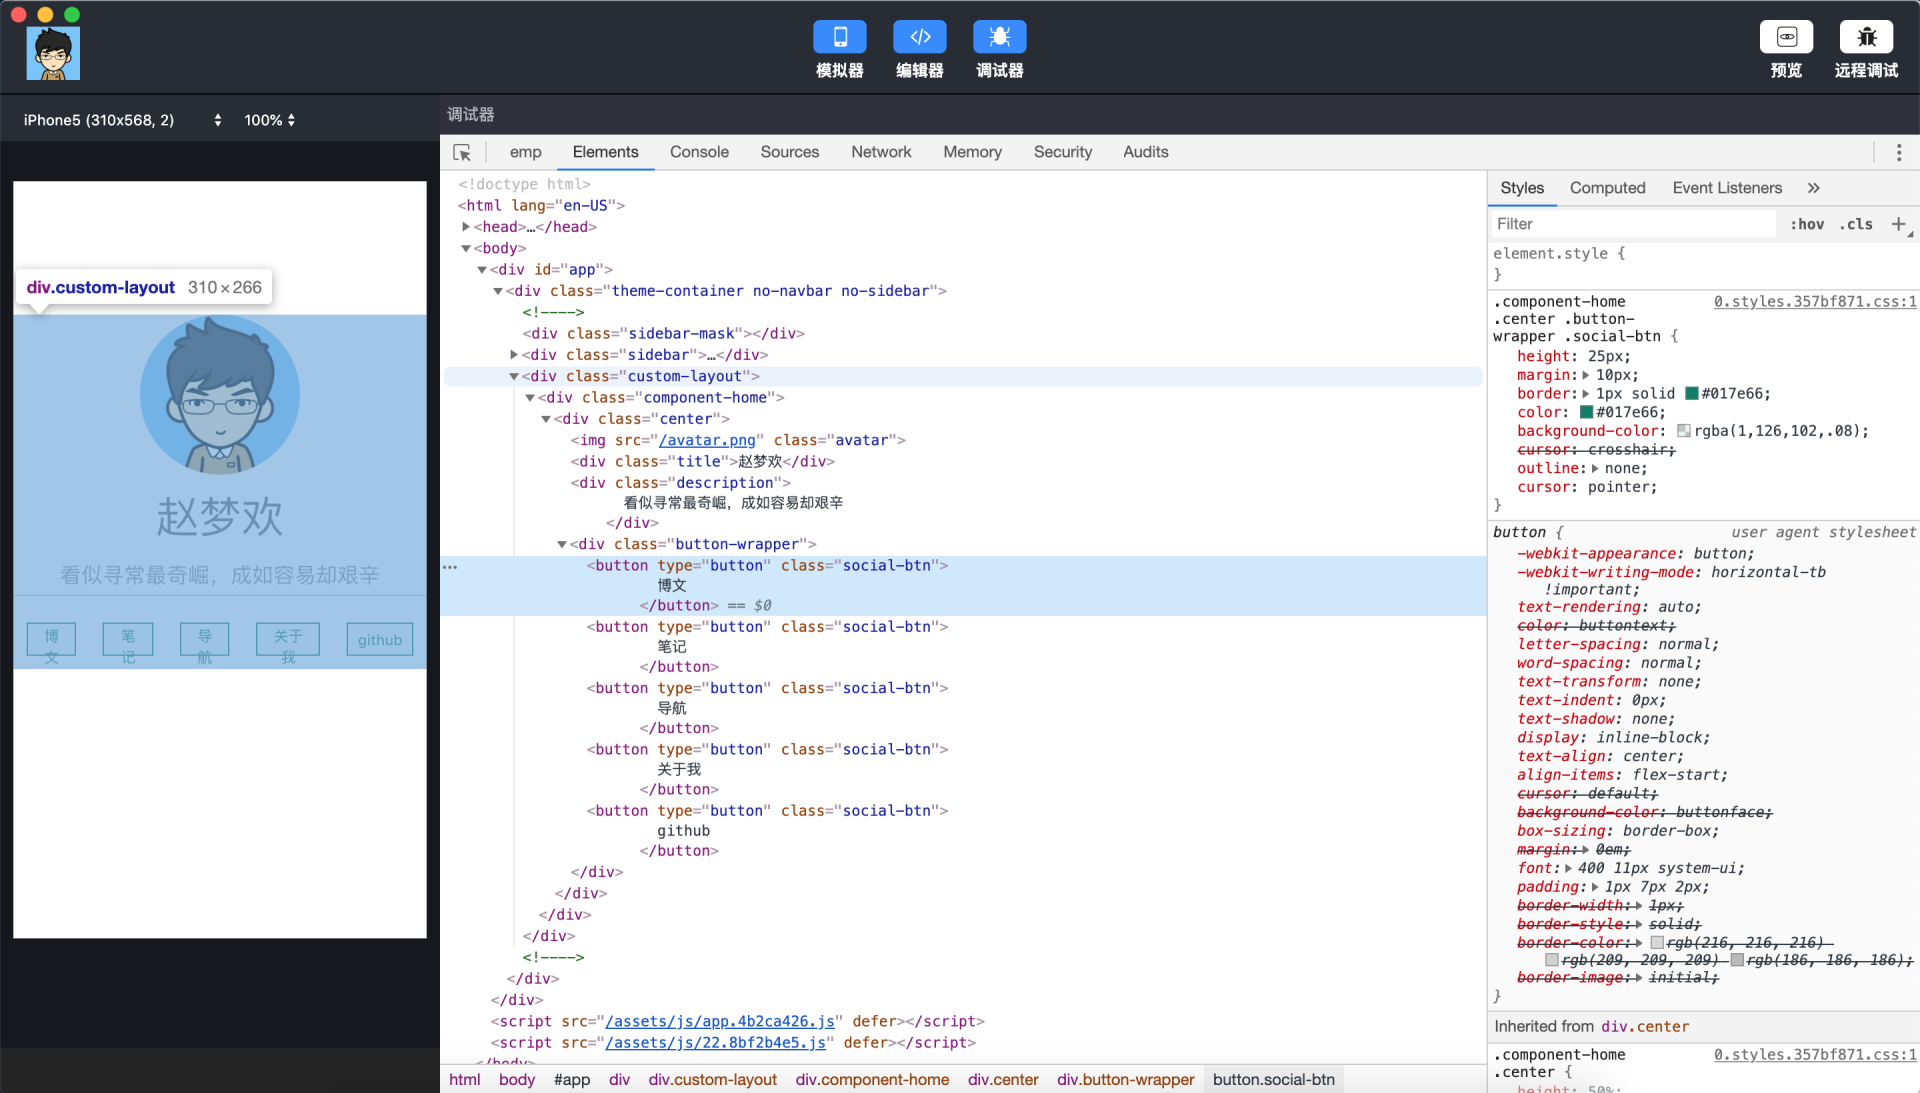 模拟器
编辑器
调试器
预览
远程调试
iPhone5 (310x568, 2)
100%
调试器
div.custom-layout 310×266
赵梦欢
看似寻常最奇崛，成如容易却艰辛
博文
笔记
导航
关于我
github
emp Elements Console Sources Network Memory Security Audits
<!doctype html>
<html lang="en-US">
<head>…</head>
<body>
<div id="app">
<div class="theme-container no-navbar no-sidebar">
<!---->
<div class="sidebar-mask"></div>
<div class="sidebar">…</div>
<div class="custom-layout">
<div class="component-home">
<div class="center">
<img src="/avatar.png" class="avatar">
<div class="title">赵梦欢</div>
<div class="description">
看似寻常最奇崛，成如容易却艰辛
</div>
<div class="button-wrapper">
<button type="button" class="social-btn">
博文
</button> == $0
<button type="button" class="social-btn">
笔记
</button>
<button type="button" class="social-btn">
导航
</button>
<button type="button" class="social-btn">
关于我
</button>
<button type="button" class="social-btn">
github
</button>
</div>
</div>
</div>
</div>
<!---->
</div>
</div>
<script src="/assets/js/app.4b2ca426.js" defer></script>
<script src="/assets/js/22.8bf2b4e5.js" defer></script>
</body>
html body #app div div.custom-layout div.component-home div.center div.button-wrapper button.social-btn
Styles Computed Event Listeners »
Filter :hov .cls +
element.style {
}
.component-home 0.styles.357bf871.css:1
.center .button-
wrapper .social-btn {
height: 25px;
margin: 10px;
border: 1px solid #017e66;
color: #017e66;
background-color: rgba(1,126,102,.08);
cursor: crosshair;
outline: none;
cursor: pointer;
}
button { user agent stylesheet
-webkit-appearance: button;
-webkit-writing-mode: horizontal-tb
!important;
text-rendering: auto;
color: buttontext;
letter-spacing: normal;
word-spacing: normal;
text-transform: none;
text-indent: 0px;
text-shadow: none;
display: inline-block;
text-align: center;
align-items: flex-start;
cursor: default;
background-color: buttonface;
box-sizing: border-box;
margin: 0em;
font: 400 11px system-ui;
padding: 1px 7px 2px;
border-width: 1px;
border-style: solid;
border-color: rgb(216, 216, 216)
rgb(209, 209, 209) rgb(186, 186, 186);
border-image: initial;
}
Inherited from div.center
.component-home 0.styles.357bf871.css:1
.center {
height: 50%;